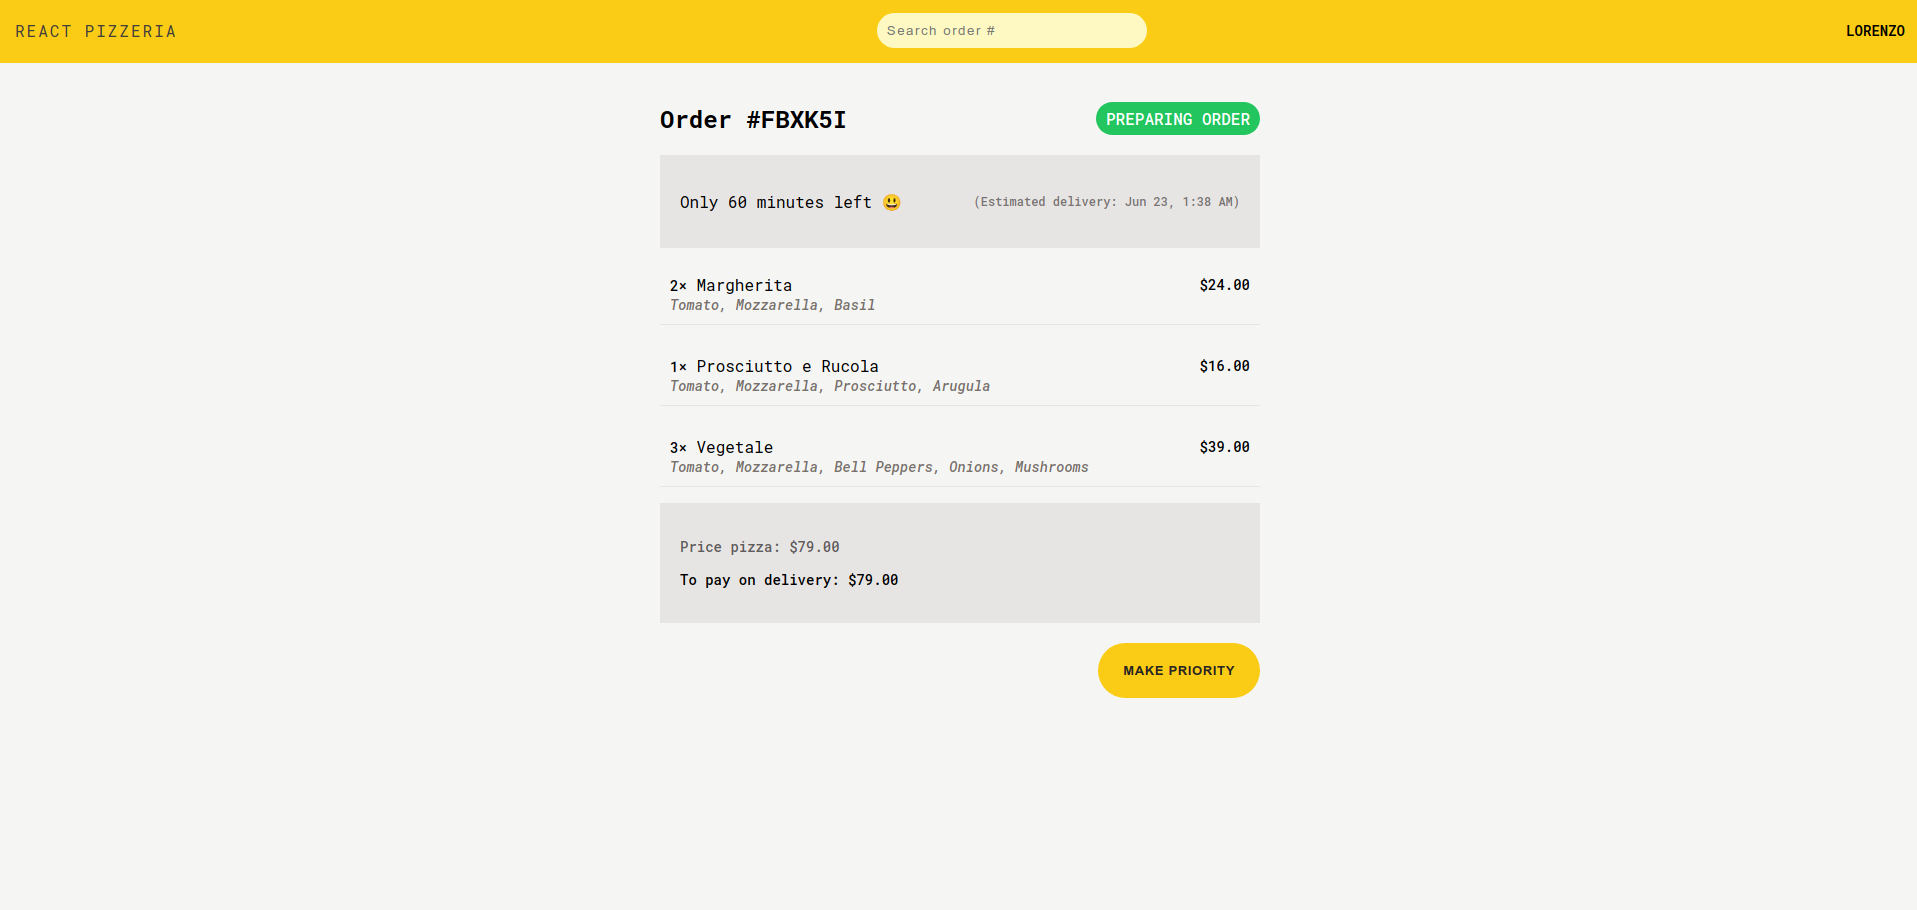 REACT PIZZERIA
Search order #
LORENZO
Order #FBXK5I
PREPARING ORDER
Only 60 minutes left 😃
(Estimated delivery: Jun 23, 1:38 AM)
2× Margherita
$24.00
Tomato, Mozzarella, Basil
1× Prosciutto e Rucola
$16.00
Tomato, Mozzarella, Prosciutto, Arugula
3× Vegetale
$39.00
Tomato, Mozzarella, Bell Peppers, Onions, Mushrooms
Price pizza: $79.00
To pay on delivery: $79.00
MAKE PRIORITY